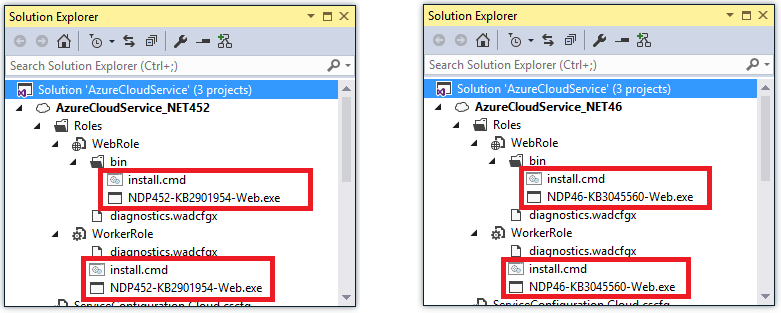 Solution Explorer
Search Solution Explorer (Ctrl+;)
Solution 'AzureCloudService' (3 projects)
AzureCloudService_NET452
Roles
WebRole
bin
install.cmd
NDP452-KB2901954-Web.exe
diagnostics.wadcfgx
WorkerRole
diagnostics.wadcfgx
install.cmd
NDP452-KB2901954-Web.exe
ServiceConfiguration.Cloud.cscfg
Solution Explorer
Search Solution Explorer (Ctrl+;)
Solution 'AzureCloudService' (3 projects)
AzureCloudService_NET46
Roles
WebRole
bin
install.cmd
NDP46-KB3045560-Web.exe
diagnostics.wadcfgx
WorkerRole
diagnostics.wadcfgx
install.cmd
NDP46-KB3045560-Web.exe
ServiceConfiguration.Cloud.cscfg